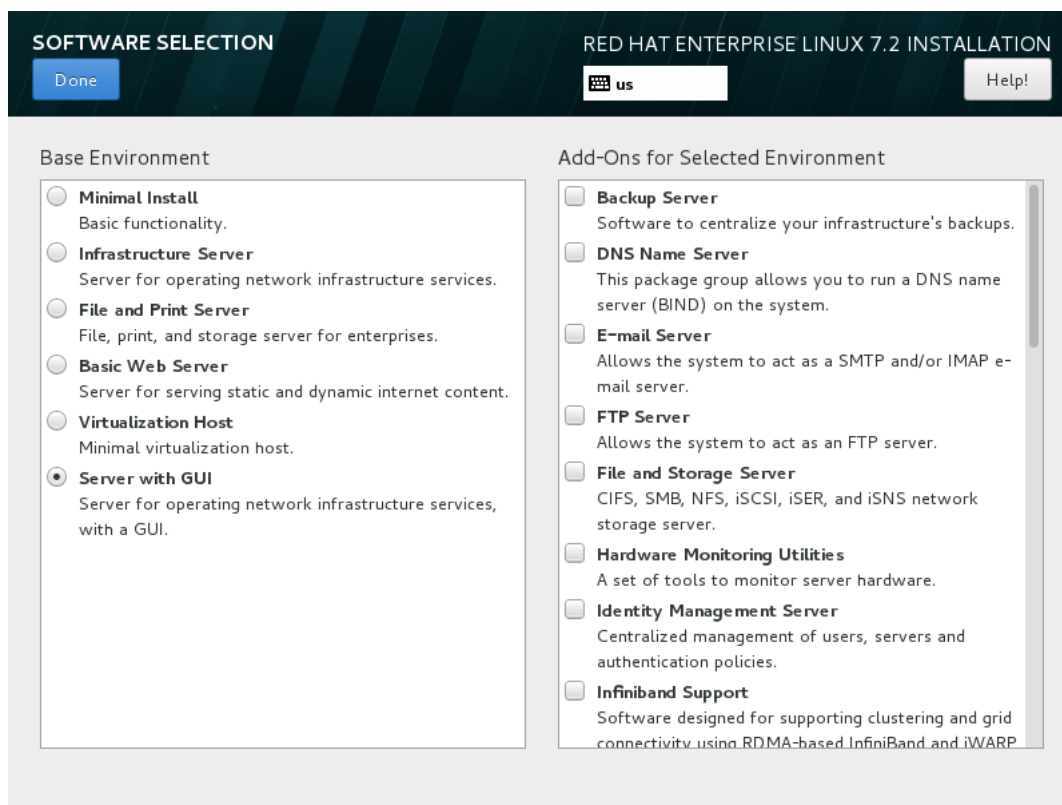 SOFTWARE SELECTION
Done
RED HAT ENTERPRISE LINUX 7.2 INSTALLATION
us
Help!
Base Environment
Minimal Install
Basic functionality.
Infrastructure Server
Server for operating network infrastructure services.
File and Print Server
File, print, and storage server for enterprises.
Basic Web Server
Server for serving static and dynamic internet content.
Virtualization Host
Minimal virtualization host.
Server with GUI
Server for operating network infrastructure services,
with a GUI.
Add-Ons for Selected Environment
Backup Server
Software to centralize your infrastructure's backups.
DNS Name Server
This package group allows you to run a DNS name
server (BIND) on the system.
E-mail Server
Allows the system to act as a SMTP and/or IMAP e-
mail server.
FTP Server
Allows the system to act as an FTP server.
File and Storage Server
CIFS, SMB, NFS, iSCSI, iSER, and iSNS network
storage server.
Hardware Monitoring Utilities
A set of tools to monitor server hardware.
Identity Management Server
Centralized management of users, servers and
authentication policies.
Infiniband Support
Software designed for supporting clustering and grid
connectivity using RDMA-based InfiniBand and iWARP